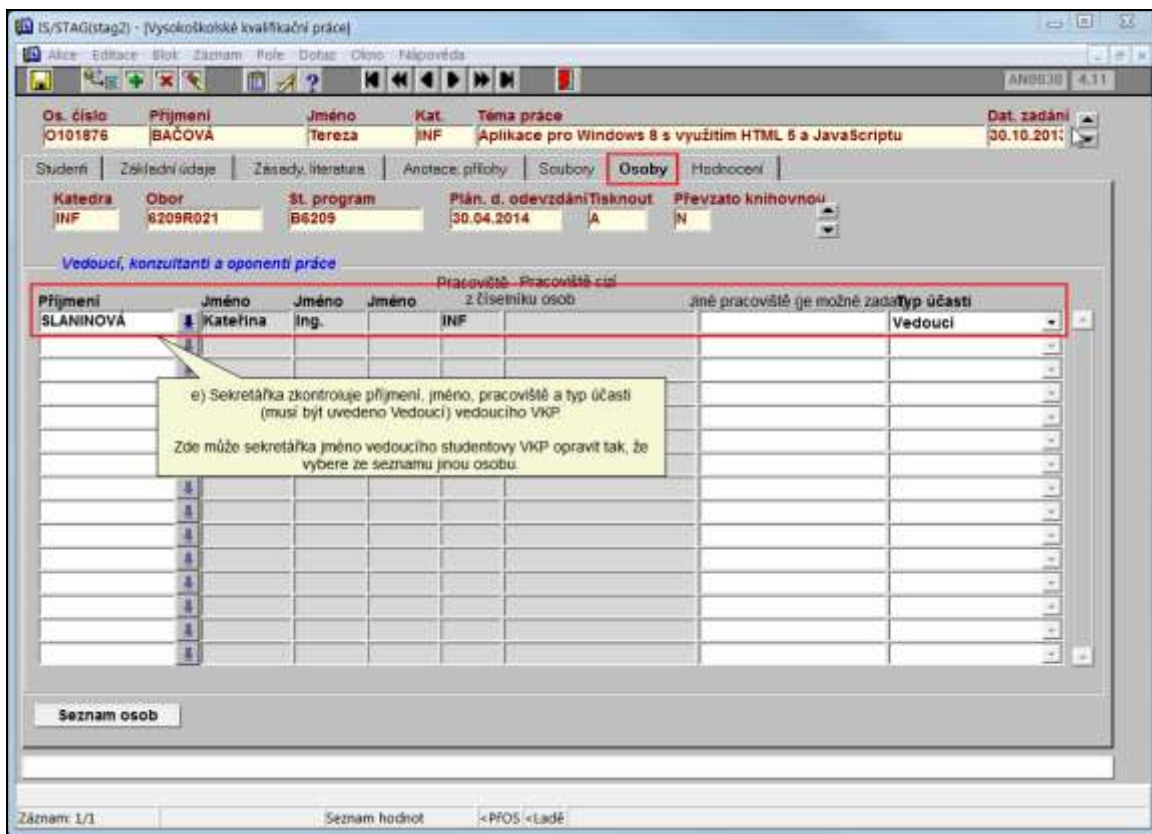 IS/STAG(stag2) - [Vysokoškolské kvalifikační práce]
Akce Editace Blok Záznam Pole Dotaz Okno Nápověda
AN0030 4.11
Os. číslo Příjmení Jméno Kat. Téma práce Dat. zadání
O101876 BAČOVÁ Tereza INF Aplikace pro Windows 8 s využitím HTML 5 a JavaScriptu 30.10.2013
Studenti Základní údaje Zásady, literatura Anotace, přílohy Soubory Osoby Hodnocení
Katedra Obor St. program Plán. d. odevzdání Tisknout Převzato knihovnou
INF 6209R021 B6209 30.04.2014 A N
Vedoucí, konzultanti a oponenti práce
Pracoviště Pracoviště cizí
Příjmení Jméno Jméno Jméno z číselníku osob Jiné pracoviště (je možné zadat) Typ účasti
SLANINOVÁ Kateřina Ing. INF Vedoucí
e) Sekretářka zkontroluje příjmení, jméno, pracoviště a typ účasti
(musí být uvedeno Vedoucí) vedoucího VKP.
Zde může sekretářka jméno vedoucího studentovy VKP opravit tak, že
vybere ze seznamu jinou osobu.
Seznam osob
Záznam: 1/1 Seznam hodnot <PřOS <Ladě